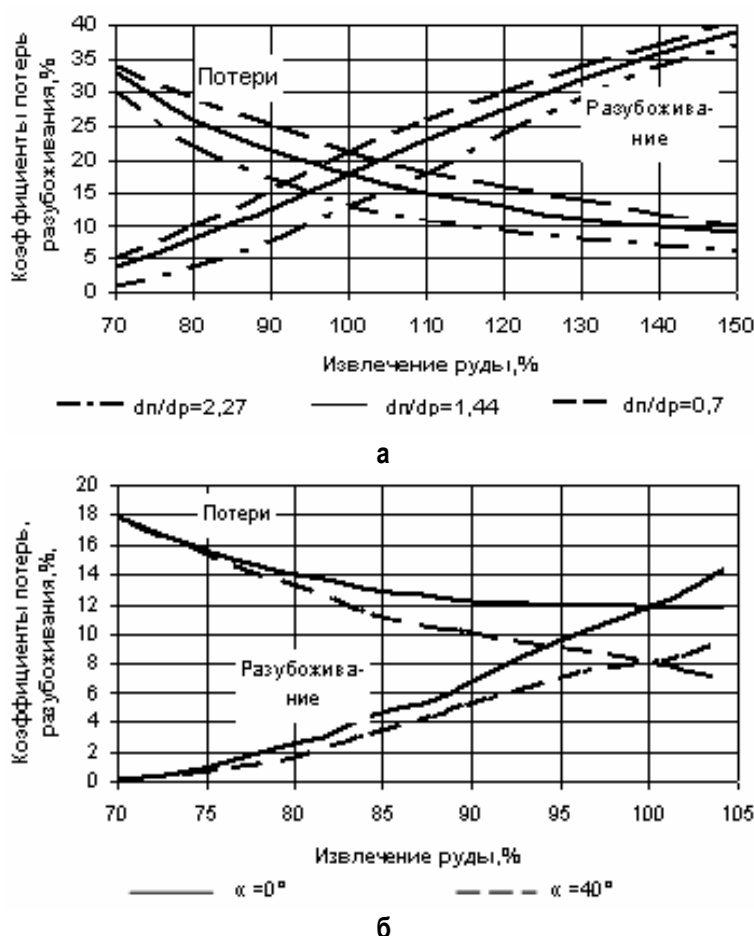 Коэффициенты потерь
разубоживания,%
40
35
30
25
20
15
10
5
0
Потери
Разубожива-
ние
70 80 90 100 110 120 130 140 150
Извлечение руды,%
dп/dр=2,27 dп/dр=1,44 dп/dр=0,7
а
Коэффициенты потерь,
разубоживания,%,
20
18
16
14
12
10
8
6
4
2
0
Потери
Разубожива-
ние
70 75 80 85 90 95 100 105
Извлечение руды,%
α =0° α =40°
б